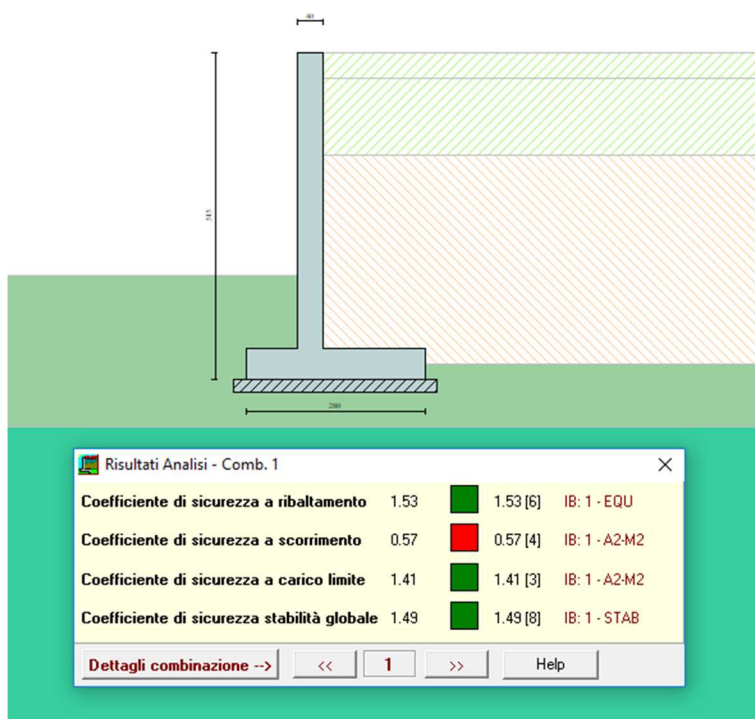 40
515
280
Risultati Analisi - Comb. 1
Coefficiente di sicurezza a ribaltamento 1.53 1.53 [6] IB: 1 - EQU
Coefficiente di sicurezza a scorrimento 0.57 0.57 [4] IB: 1 - A2-M2
Coefficiente di sicurezza a carico limite 1.41 1.41 [3] IB: 1 - A2-M2
Coefficiente di sicurezza stabilità globale 1.49 1.49 [8] IB: 1 - STAB
Dettagli combinazione --> << 1 >> Help